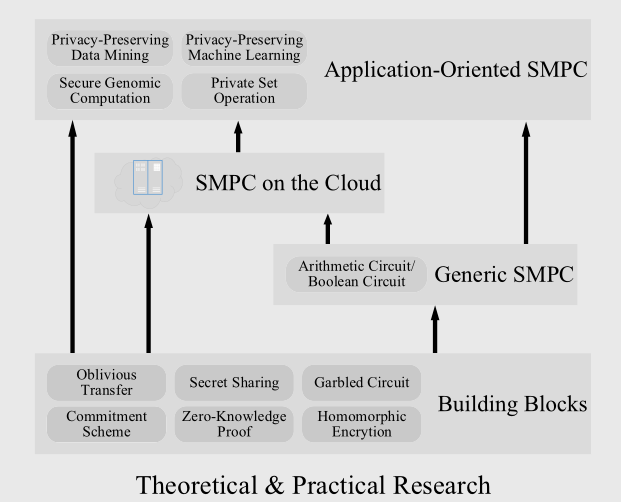 Privacy-Preserving
Data Mining
Privacy-Preserving
Machine Learning
Secure Genomic
Computation
Private Set
Operation
Application-Oriented SMPC
SMPC on the Cloud
Arithmetic Circuit/
Boolean Circuit
Generic SMPC
Oblivious
Transfer
Secret Sharing
Garbled Circuit
Commitment
Scheme
Zero-Knowledge
Proof
Homomorphic
Encrytion
Building Blocks
Theoretical & Practical Research